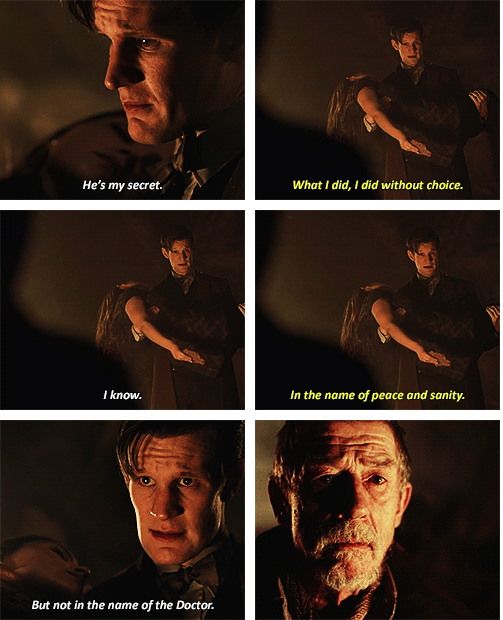 He's my secret.
What I did, I did without choice.
I know.
In the name of peace and sanity.
But not in the name of the Doctor.